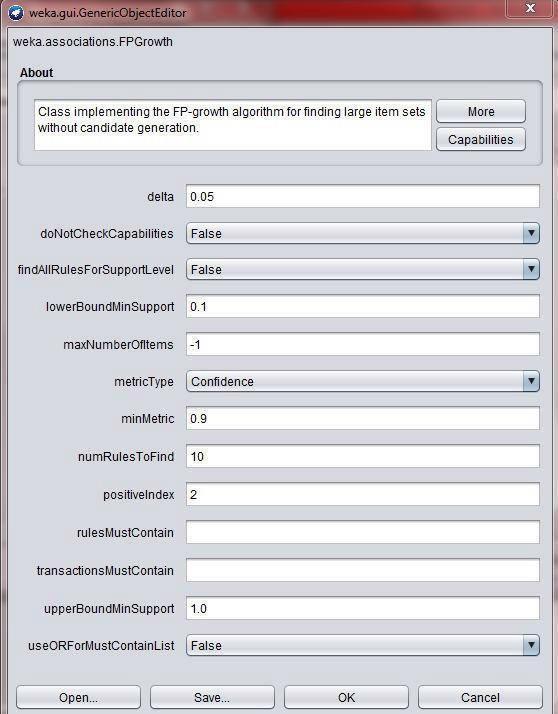 weka.gui.GenericObjectEditor
weka.associations.FPGrowth
About
Class implementing the FP-growth algorithm for finding large item sets
without candidate generation.
More
Capabilities
delta 0.05
doNotCheckCapabilities False
findAllRulesForSupportLevel False
lowerBoundMinSupport 0.1
maxNumberOfItems -1
metricType Confidence
minMetric 0.9
numRulesToFind 10
positiveIndex 2
rulesMustContain
transactionsMustContain
upperBoundMinSupport 1.0
useORForMustContainList False
Open... Save... OK Cancel